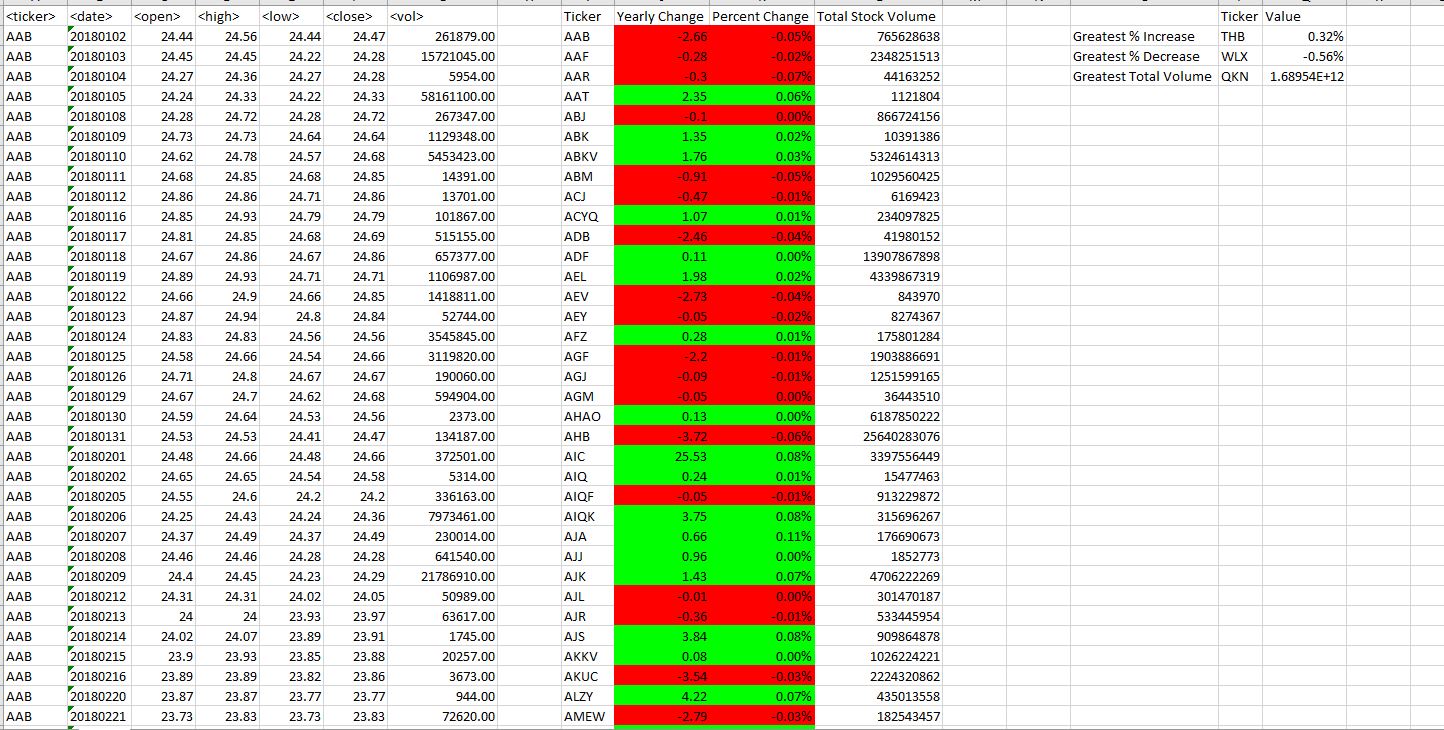 <ticker> <date> <open> <high> <low> <close> <vol> Ticker Yearly Change Percent Change Total Stock Volume Ticker Value
AAB 20180102 24.44 24.56 24.44 24.47 261879.00 AAB -2.66 -0.05% 765628638 Greatest % Increase THB 0.32%
AAB 20180103 24.45 24.45 24.22 24.28 15721045.00 AAF -0.28 -0.02% 2348251513 Greatest % Decrease WLX -0.56%
AAB 20180104 24.27 24.36 24.27 24.28 5954.00 AAR -0.3 -0.07% 44163252 Greatest Total Volume QKN 1.68954E+12
AAB 20180105 24.24 24.33 24.22 24.33 58161100.00 AAT 2.35 0.06% 1121804
AAB 20180108 24.28 24.72 24.28 24.72 267347.00 ABJ -0.1 0.00% 866724156
AAB 20180109 24.73 24.73 24.64 24.64 1129348.00 ABK 1.35 0.02% 10391386
AAB 20180110 24.62 24.78 24.57 24.68 5453423.00 ABKV 1.76 0.03% 5324614313
AAB 20180111 24.68 24.85 24.68 24.85 14391.00 ABM -0.91 -0.05% 1029560425
AAB 20180112 24.86 24.86 24.71 24.86 13701.00 ACJ -0.47 -0.01% 6169423
AAB 20180116 24.85 24.93 24.79 24.79 101867.00 ACYQ 1.07 0.01% 234097825
AAB 20180117 24.81 24.85 24.68 24.69 515155.00 ADB -2.46 -0.04% 41980152
AAB 20180118 24.67 24.86 24.67 24.86 657377.00 ADF 0.11 0.00% 13907867898
AAB 20180119 24.89 24.93 24.71 24.71 1106987.00 AEL 1.98 0.02% 4339867319
AAB 20180122 24.66 24.9 24.66 24.85 1418811.00 AEV -2.73 -0.04% 843970
AAB 20180123 24.87 24.94 24.8 24.84 52744.00 AEY -0.05 -0.02% 8274367
AAB 20180124 24.83 24.83 24.56 24.56 3545845.00 AFZ 0.28 0.01% 175801284
AAB 20180125 24.58 24.66 24.54 24.66 3119820.00 AGF -2.2 -0.01% 1903886691
AAB 20180126 24.71 24.8 24.67 24.67 190060.00 AGJ -0.09 -0.01% 1251599165
AAB 20180129 24.67 24.7 24.62 24.68 594904.00 AGM -0.05 0.00% 36443510
AAB 20180130 24.59 24.64 24.53 24.56 2373.00 AHAO 0.13 0.00% 6187850222
AAB 20180131 24.53 24.53 24.41 24.47 134187.00 AHB -3.72 -0.06% 25640283076
AAB 20180201 24.48 24.66 24.48 24.66 372501.00 AIC 25.53 0.08% 3397556449
AAB 20180202 24.65 24.65 24.54 24.58 5314.00 AIQ 0.24 0.01% 15477463
AAB 20180205 24.55 24.6 24.2 24.2 336163.00 AIQF -0.05 -0.01% 913229872
AAB 20180206 24.25 24.43 24.24 24.36 7973461.00 AIQK 3.75 0.08% 315696267
AAB 20180207 24.37 24.49 24.37 24.49 230014.00 AJA 0.66 0.11% 176690673
AAB 20180208 24.46 24.46 24.28 24.28 641540.00 AJJ 0.96 0.00% 1852773
AAB 20180209 24.4 24.45 24.23 24.29 21786910.00 AJK 1.43 0.07% 4706222269
AAB 20180212 24.31 24.31 24.02 24.05 50989.00 AJL -0.01 0.00% 301470187
AAB 20180213 24 24 23.93 23.97 63617.00 AJR -0.36 -0.01% 533445954
AAB 20180214 24.02 24.07 23.89 23.91 1745.00 AJS 3.84 0.08% 909864878
AAB 20180215 23.9 23.93 23.85 23.88 20257.00 AKKV 0.08 0.00% 1026224221
AAB 20180216 23.89 23.89 23.82 23.86 3673.00 AKUC -3.54 -0.03% 2224320862
AAB 20180220 23.87 23.87 23.77 23.77 944.00 ALZY 4.22 0.07% 435013558
AAB 20180221 23.73 23.83 23.73 23.83 72620.00 AMEW -2.79 -0.03% 182543457